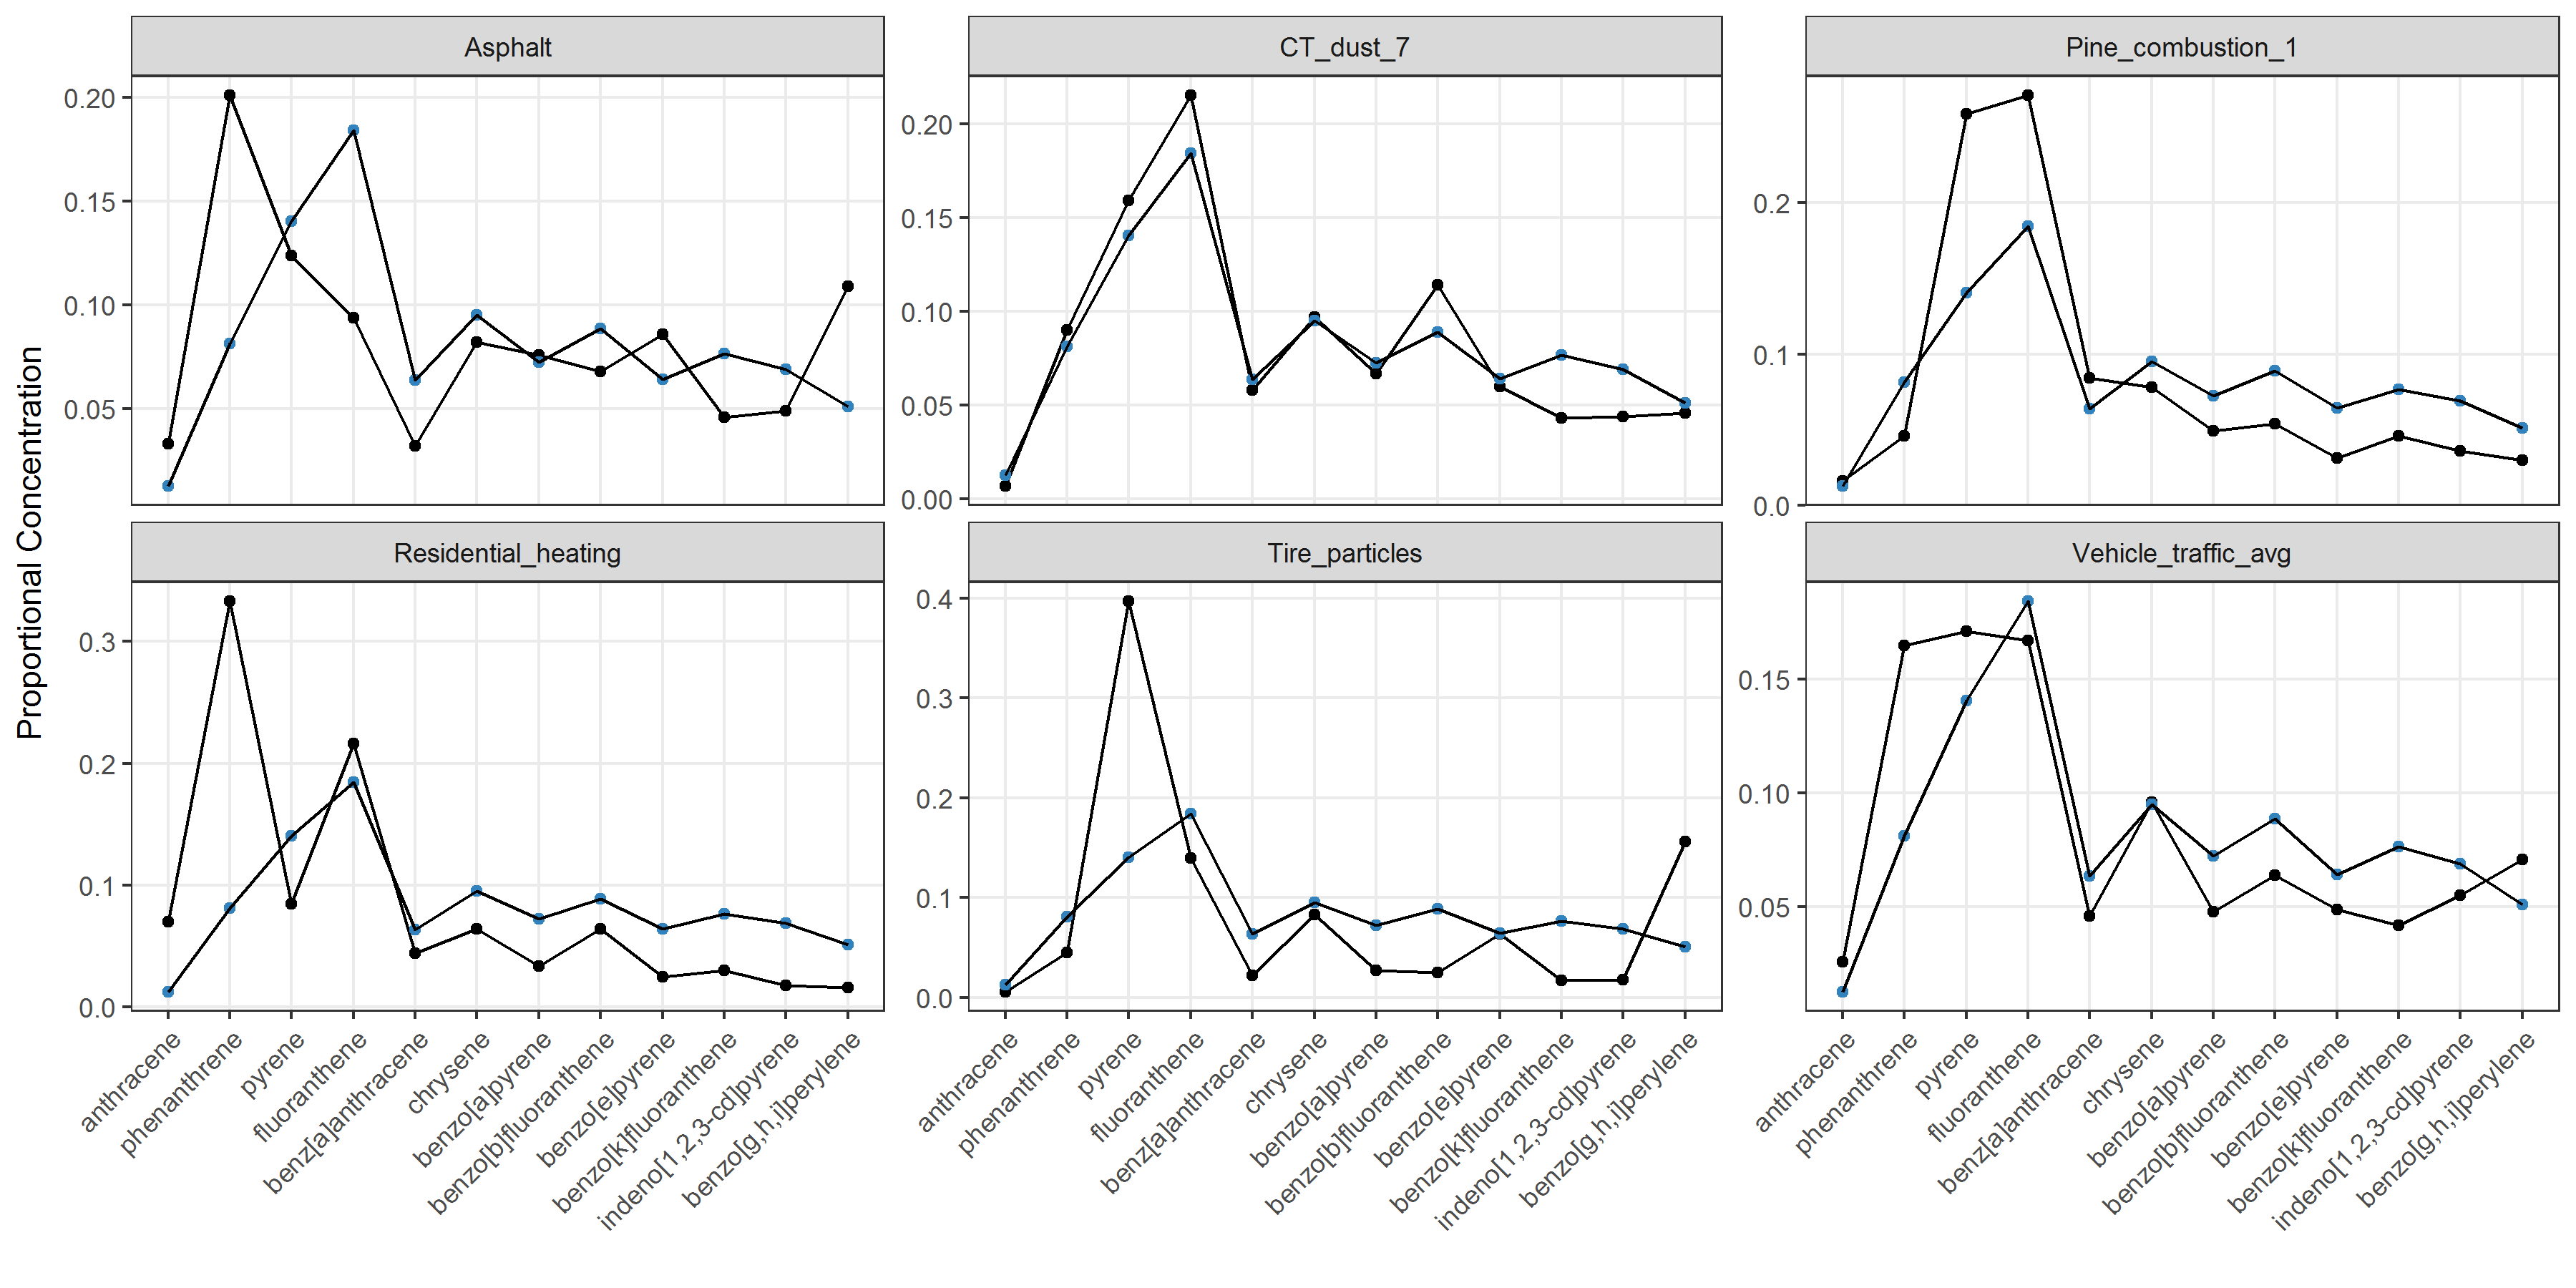 Asphalt
CT_dust_7
Pine_combustion_1
0.20
0.15
0.10
0.05
0.20
0.15
0.10
0.05
0.00
0.2
0.1
0.0
Proportional Concentration
Residential_heating
Tire_particles
Vehicle_traffic_avg
0.3
0.2
0.1
0.0
0.4
0.3
0.2
0.1
0.0
0.15
0.10
0.05
anthracene
phenanthrene
pyrene
fluoranthene
benz[a]anthracene
chrysene
benzo[a]pyrene
benzo[b]fluoranthene
benzo[e]pyrene
benzo[k]fluoranthene
indeno[1,2,3-cd]pyrene
benzo[g,h,i]perylene
anthracene
phenanthrene
pyrene
fluoranthene
benz[a]anthracene
chrysene
benzo[a]pyrene
benzo[b]fluoranthene
benzo[e]pyrene
benzo[k]fluoranthene
indeno[1,2,3-cd]pyrene
benzo[g,h,i]perylene
anthracene
phenanthrene
pyrene
fluoranthene
benz[a]anthracene
chrysene
benzo[a]pyrene
benzo[b]fluoranthene
benzo[e]pyrene
benzo[k]fluoranthene
indeno[1,2,3-cd]pyrene
benzo[g,h,i]perylene